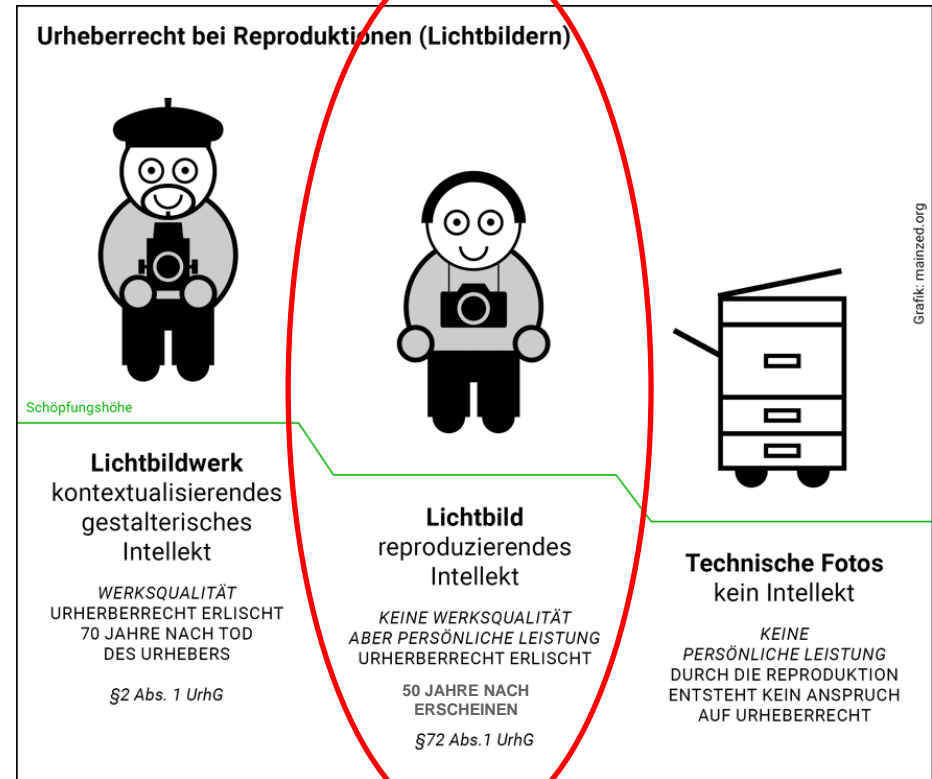 Urheberrecht bei Reproduktionen (Lichtbildern)
Grafik: mainzed.org
Schöpfungshöhe
Lichtbildwerk
kontextualisierendes
gestalterisches
Intellekt
WERKSQUALITÄT
URHERBERRECHT ERLISCHT
70 JAHRE NACH TOD
DES URHEBERS
§2 Abs. 1 UrhG
Lichtbild
reproduzierendes
Intellekt
KEINE WERKSQUALITÄT
ABER PERSÖNLICHE LEISTUNG
URHERBERRECHT ERLISCHT
50 JAHRE NACH
ERSCHEINEN
§72 Abs.1 UrhG
Technische Fotos
kein Intellekt
KEINE
PERSÖNLICHE LEISTUNG
DURCH DIE REPRODUKTION
ENTSTEHT KEIN ANSPRUCH
AUF URHEBERRECHT